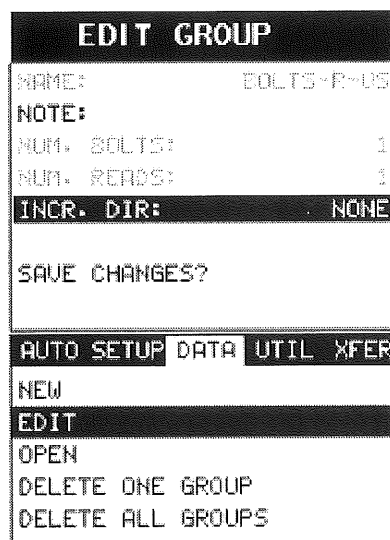 EDIT GROUP
NAME: BOLTS-R-US
NOTE:
NUM. BOLTS: 1
NUM. READS: 1
INCR. DIR: NONE
SAVE CHANGES?
AUTO SETUP DATA UTIL XFER
NEW
EDIT
OPEN
DELETE ONE GROUP
DELETE ALL GROUPS